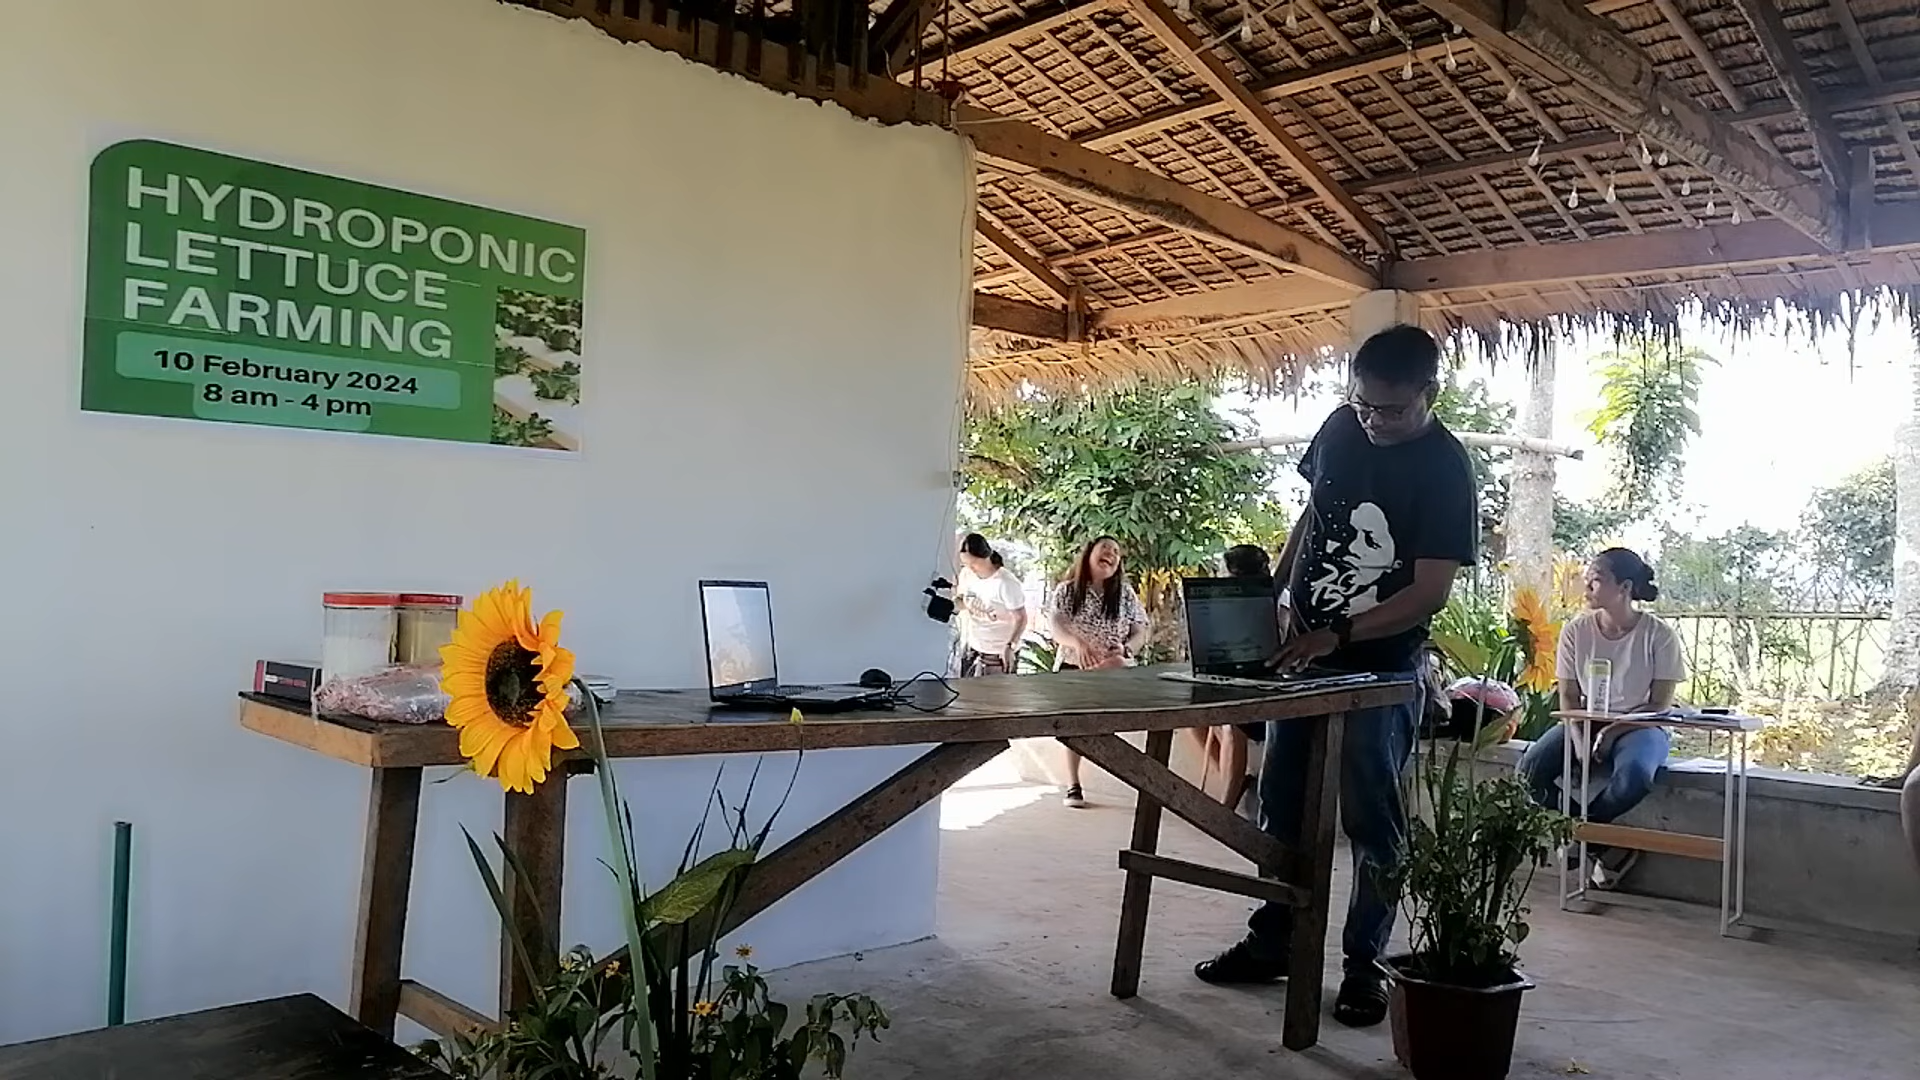 HYDROPONIC
LETTUCE
FARMING
10 February 2024
8 am - 4 pm